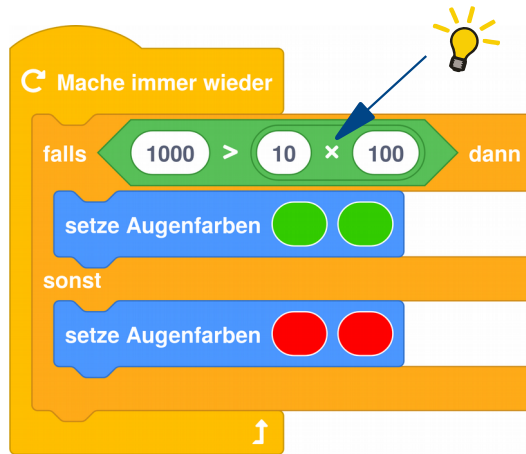 Mache immer wieder
falls 1000 > 10 × 100 dann
setze Augenfarben
sonst
setze Augenfarben